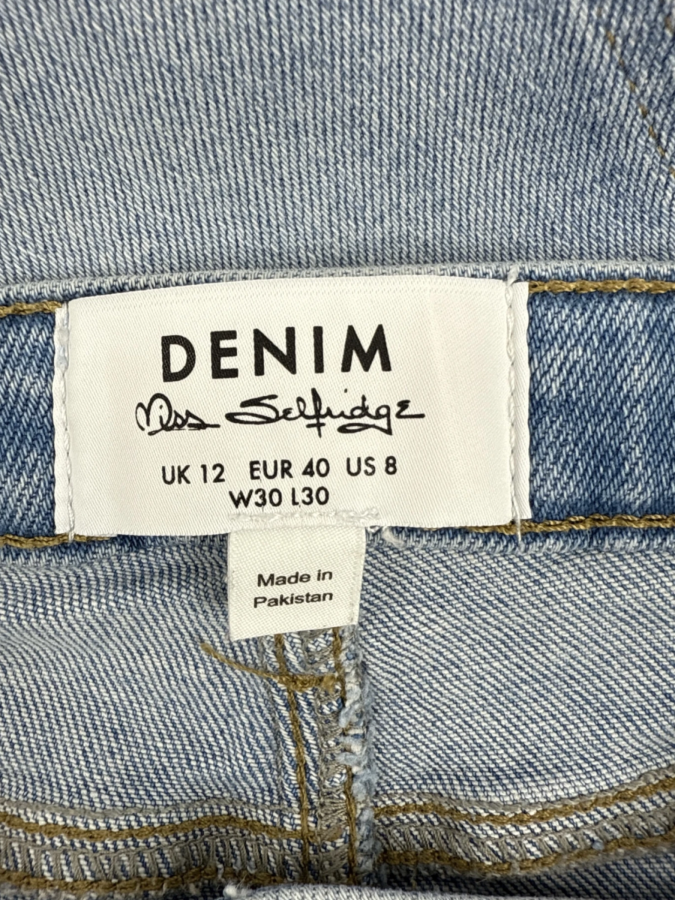 DENIM
Miss Selfridge
UK 12 EUR 40 US 8
W30 L30
Made in
Pakistan